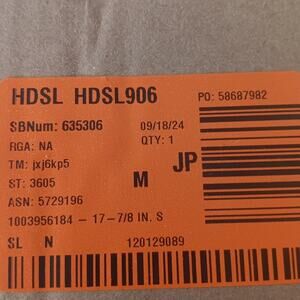 HDSL HDSL906
PO: 58687982
SBNum: 635306
09/18/24
RGA: NA
QTY: 1
TM: jxj6kp5
JP
ST: 3605
M
ASN: 5729196
1003956184 - 17-7/8 IN. S
SL N
120129089